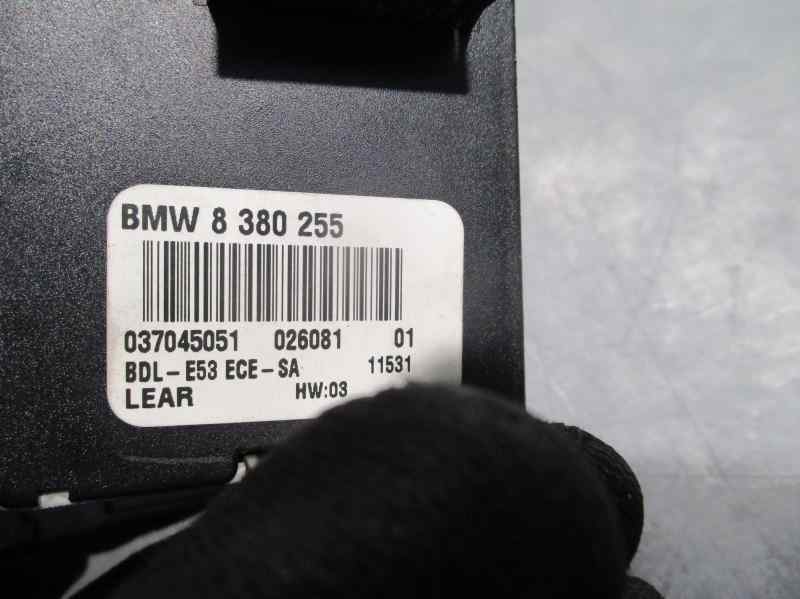 BMW 8 380 255
037045051 026081 01
BDL-E53 ECE-SA 11531
LEAR HW:03